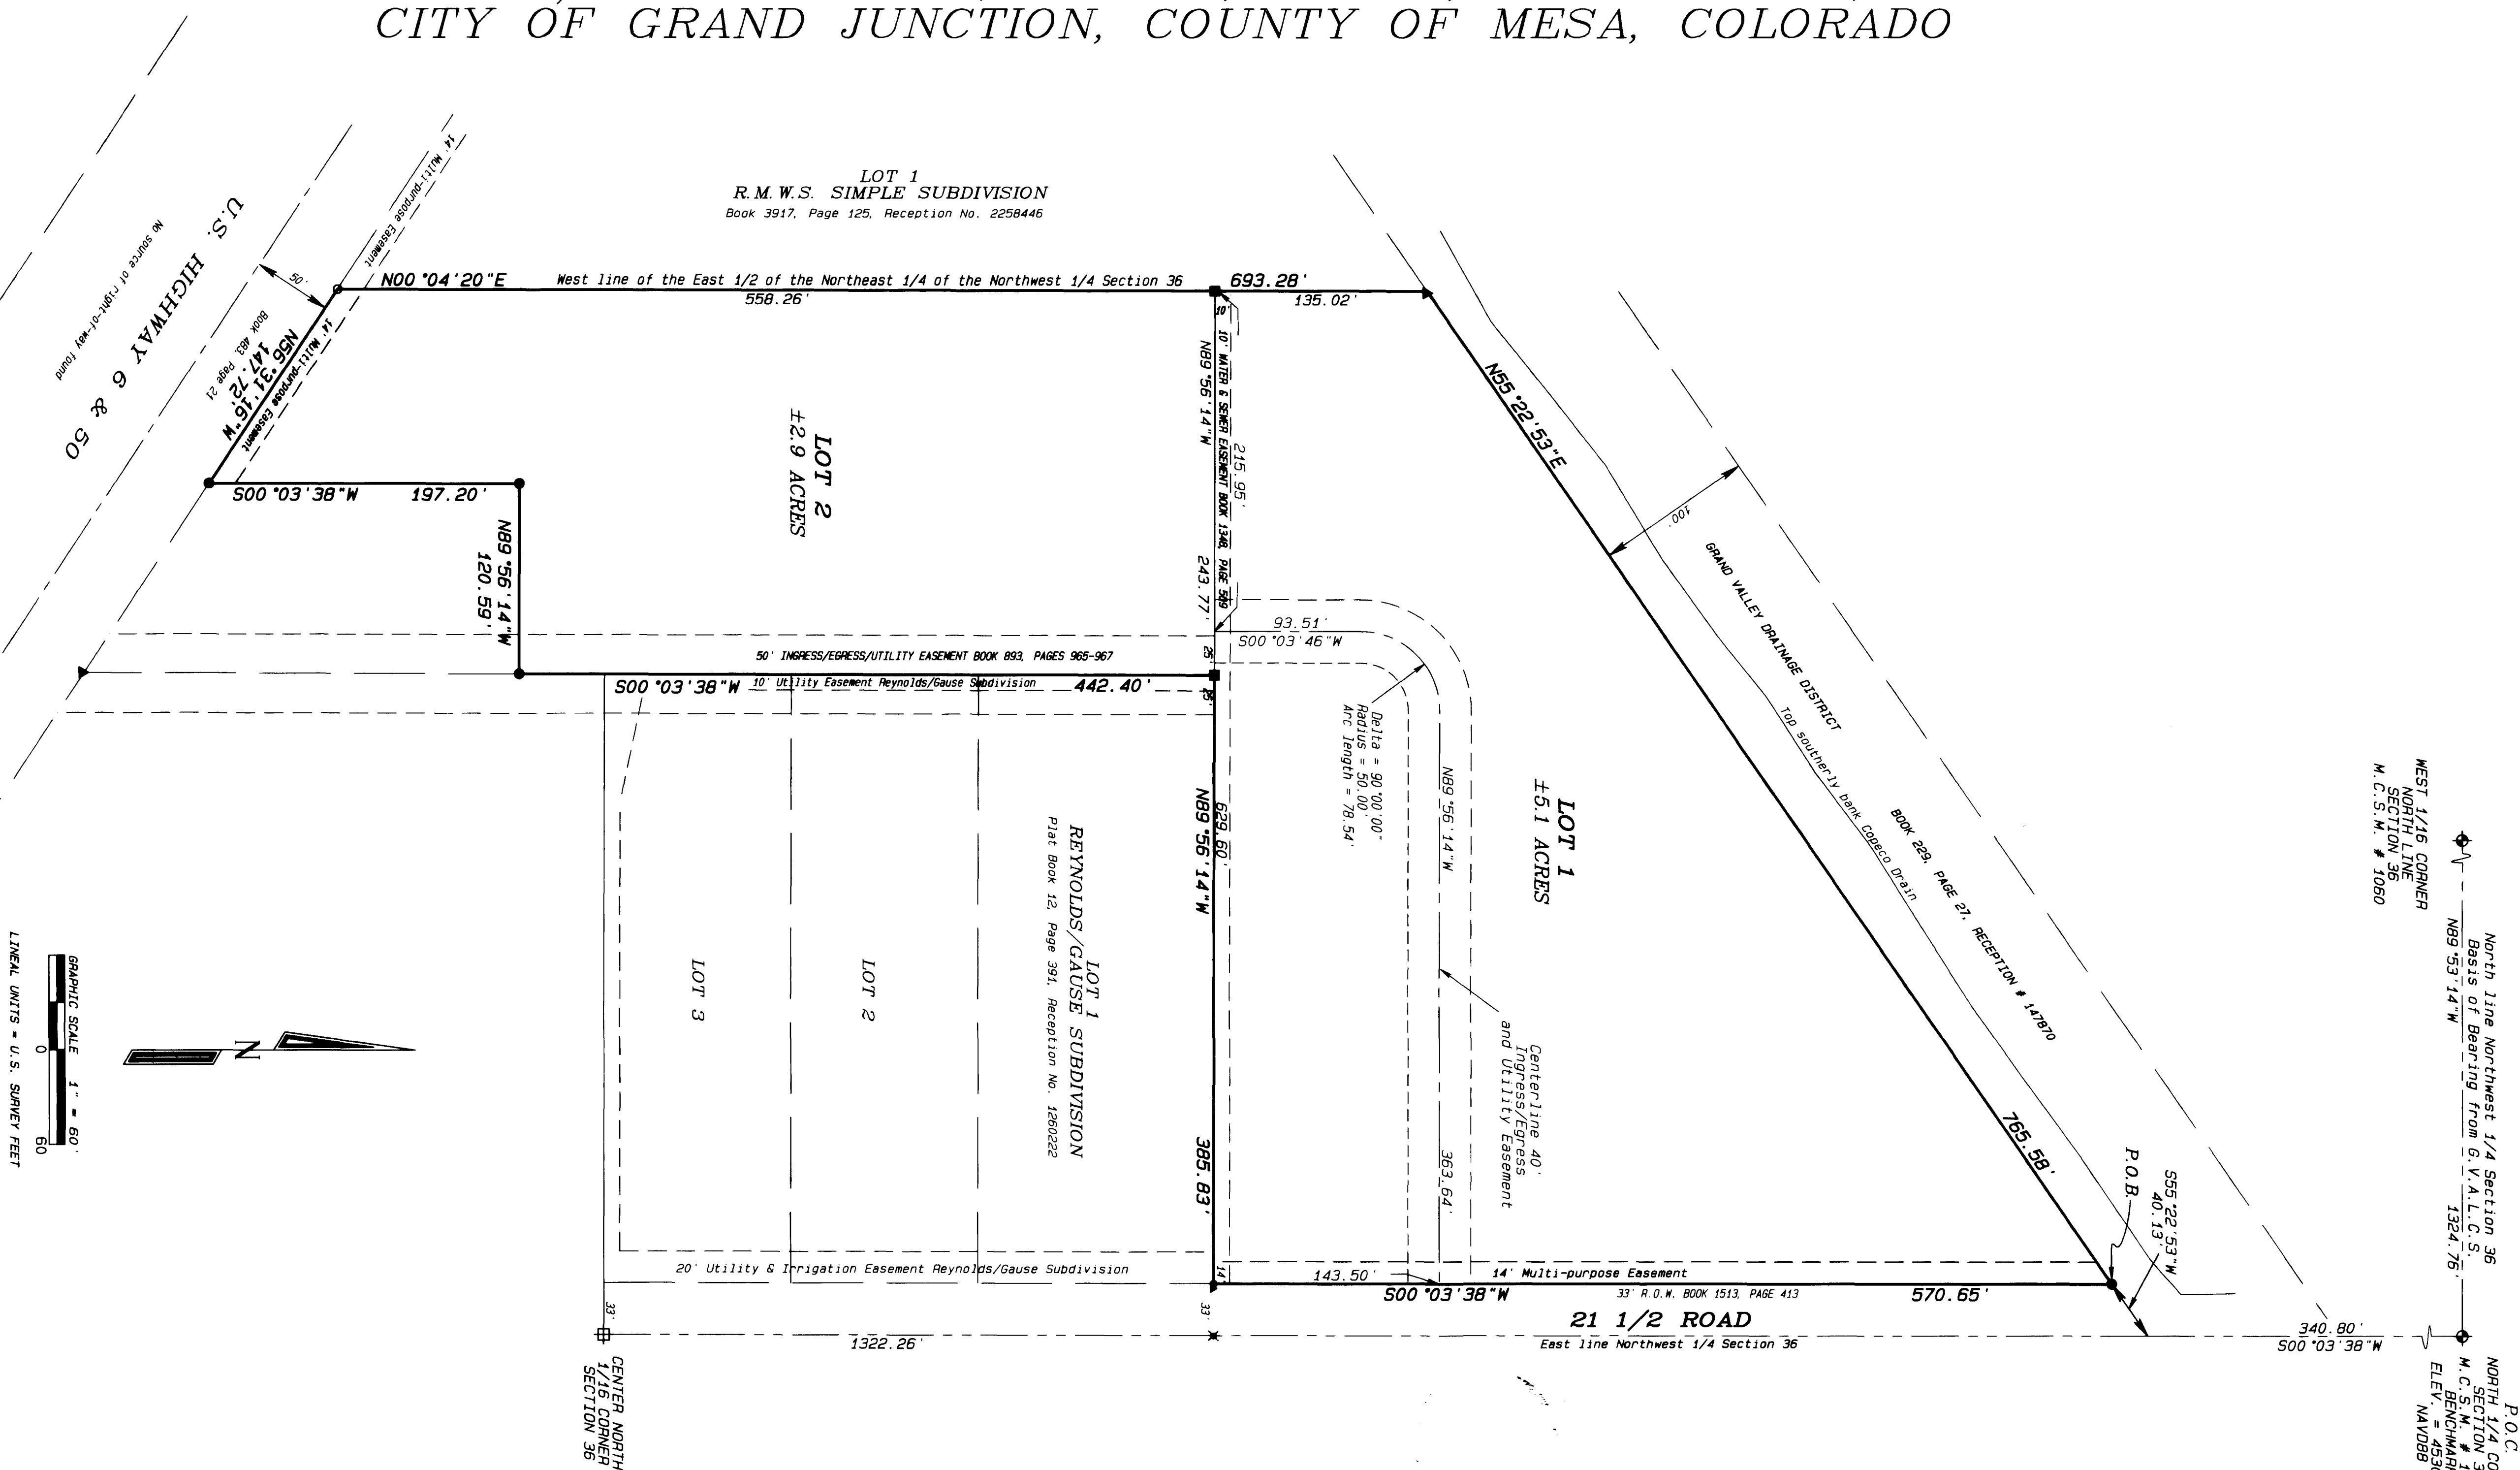 CITY OF GRAND JUNCTION, COUNTY OF MESA, COLORADO
LOT 1
R.M.W.S. SIMPLE SUBDIVISION
Book 3917, Page 125, Reception No. 2258446
14' Multi-purpose Easement
U.S. HIGHWAY 6 & 50
No source of right-of-way found
50'
Book 483, Page 21
N56°31'16"W
147.72'
14' Multi-purpose Easement
N00°04'20"E
West line of the East 1/2 of the Northeast 1/4 of the Northwest 1/4 Section 36
693.28'
558.26'
135.02'
10'
10' WATER & SEWER EASEMENT BOOK 1348, PAGE 509
N89°56'14"W
215.95'
243.77'
LOT 2
±2.9 ACRES
S00°03'38"W
197.20'
N89°56'14"W
120.59'
N55°22'53"E
765.58'
100'
GRAND VALLEY DRAINAGE DISTRICT
BOOK 229, PAGE 27, RECEPTION # 147870
Top southerly bank Copeco Drain
93.51'
S00°03'46"W
50' INGRESS/EGRESS/UTILITY EASEMENT BOOK 893, PAGES 965-967
25'
25'
S00°03'38"W
10' Utility Easement Reynolds/Gause Subdivision
442.40'
Delta = 90°00'00"
Radius = 50.00'
Arc length = 78.54'
N89°56'14"W
363.64'
LOT 1
±5.1 ACRES
Centerline 40'
Ingress/Egress
and Utility Easement
629.60'
N89°56'14"W
385.83'
LOT 1
REYNOLDS/GAUSE SUBDIVISION
Plat Book 12, Page 391, Reception No. 1260222
LOT 2
LOT 3
20' Utility & Irrigation Easement Reynolds/Gause Subdivision
14'
143.50'
14' Multi-purpose Easement
S00°03'38"W
33' R.O.W. BOOK 1513, PAGE 413
570.65'
21 1/2 ROAD
East line Northwest 1/4 Section 36
33'
33'
1322.26'
CENTER NORTH
1/16 CORNER
SECTION 36
P.O.B.
S55°22'53"W
40.13'
340.80'
S00°03'38"W
WEST 1/16 CORNER
NORTH LINE
SECTION 36
M.C.S.M. # 1060
North line Northwest 1/4 Section 36
Basis of Bearing from G.V.A.L.C.S.
N89°53'14"W
1324.76'
P.O.C.
NORTH 1/4 CO
SECTION 3
M.C.S.M. # 1
BENCHMAR
ELEV. = 453
NAVD88
N
GRAPHIC SCALE 1" = 60'
0
60
LINEAL UNITS = U.S. SURVEY FEET